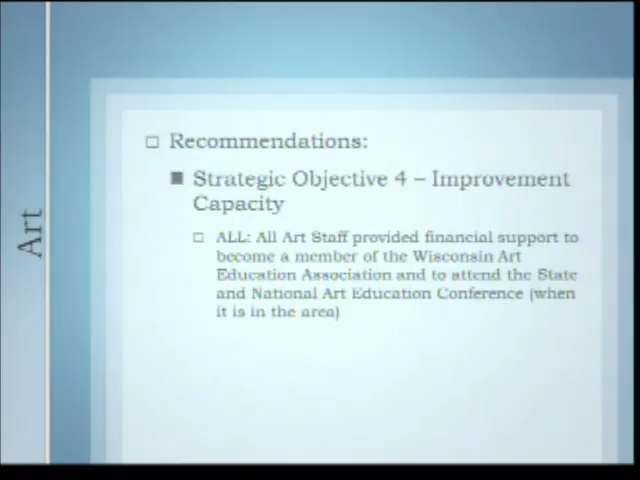 Art
Recommendations:
Strategic Objective 4 – Improvement
Capacity
ALL: All Art Staff provided financial support to
become a member of the Wisconsin Art
Education Association and to attend the State
and National Art Education Conference (when
it is in the area)